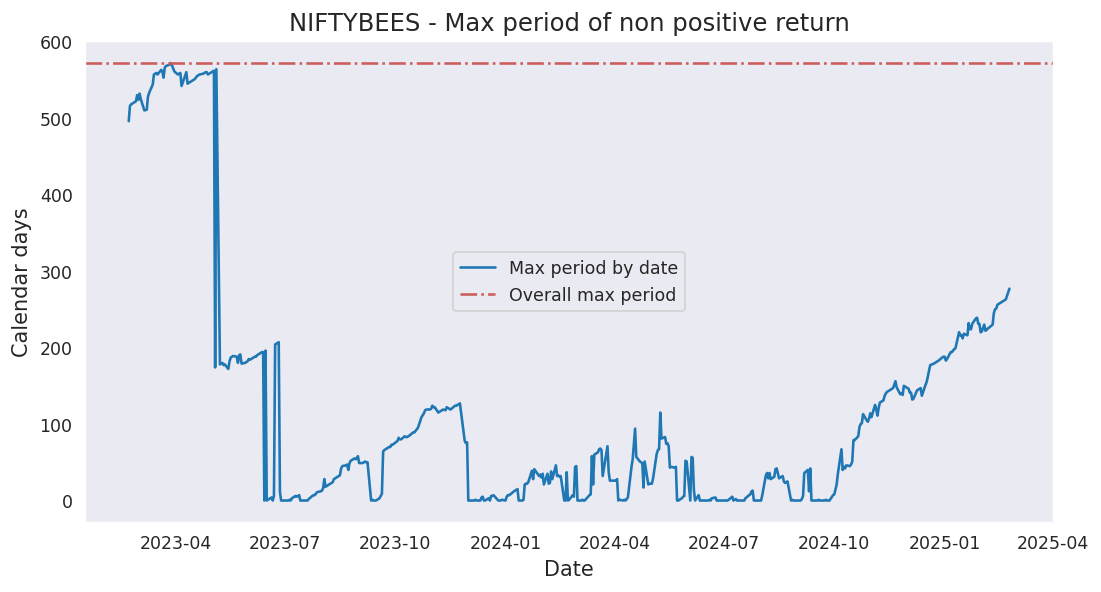 NIFTYBEES - Max period of non positive return
600
500
400
300
200
100
0
Calendar days
Max period by date
Overall max period
2023-04 2023-07 2023-10 2024-01 2024-04 2024-07 2024-10 2025-01 2025-04
Date